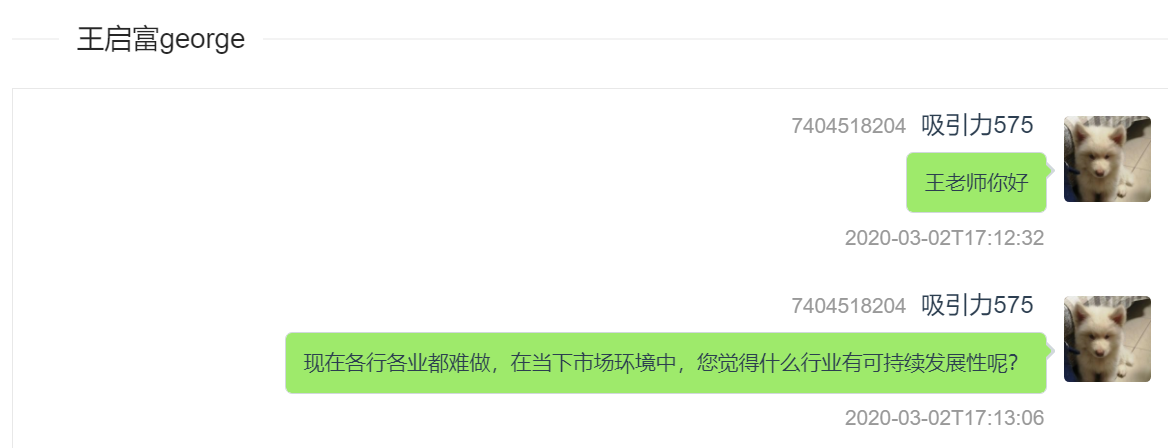 王启富george
7404518204 吸引力575
王老师你好
2020-03-02T17:12:32
7404518204 吸引力575
现在各行各业都难做，在当下市场环境中，您觉得什么行业有可持续发展性呢？
2020-03-02T17:13:06